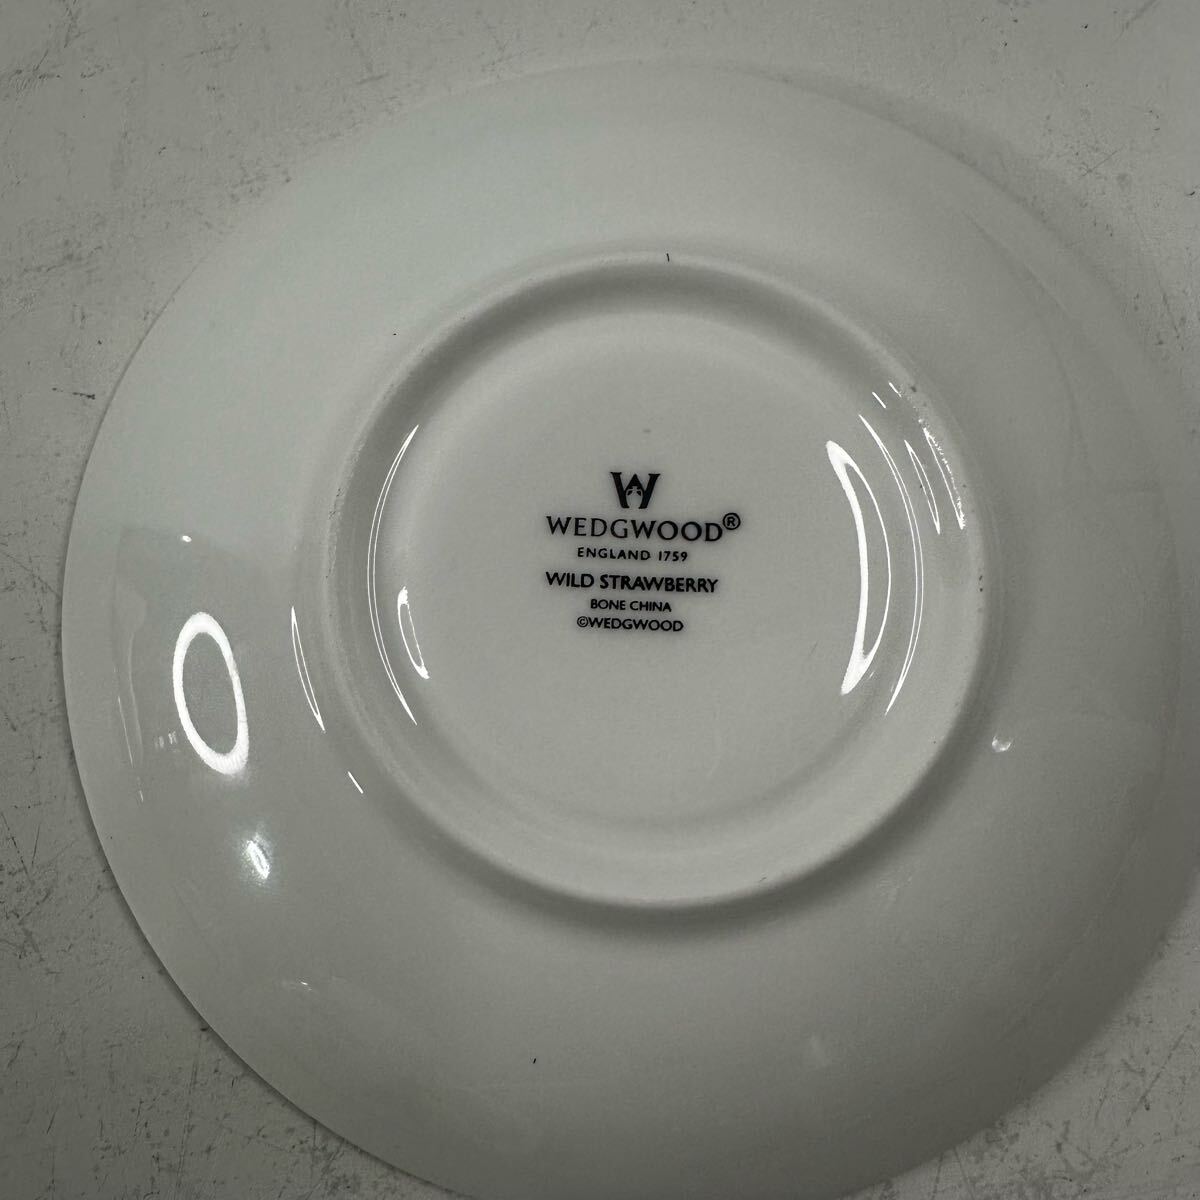 W
WEDGWOOD®
ENGLAND 1759
WILD STRAWBERRY
BONE CHINA
©WEDGWOOD